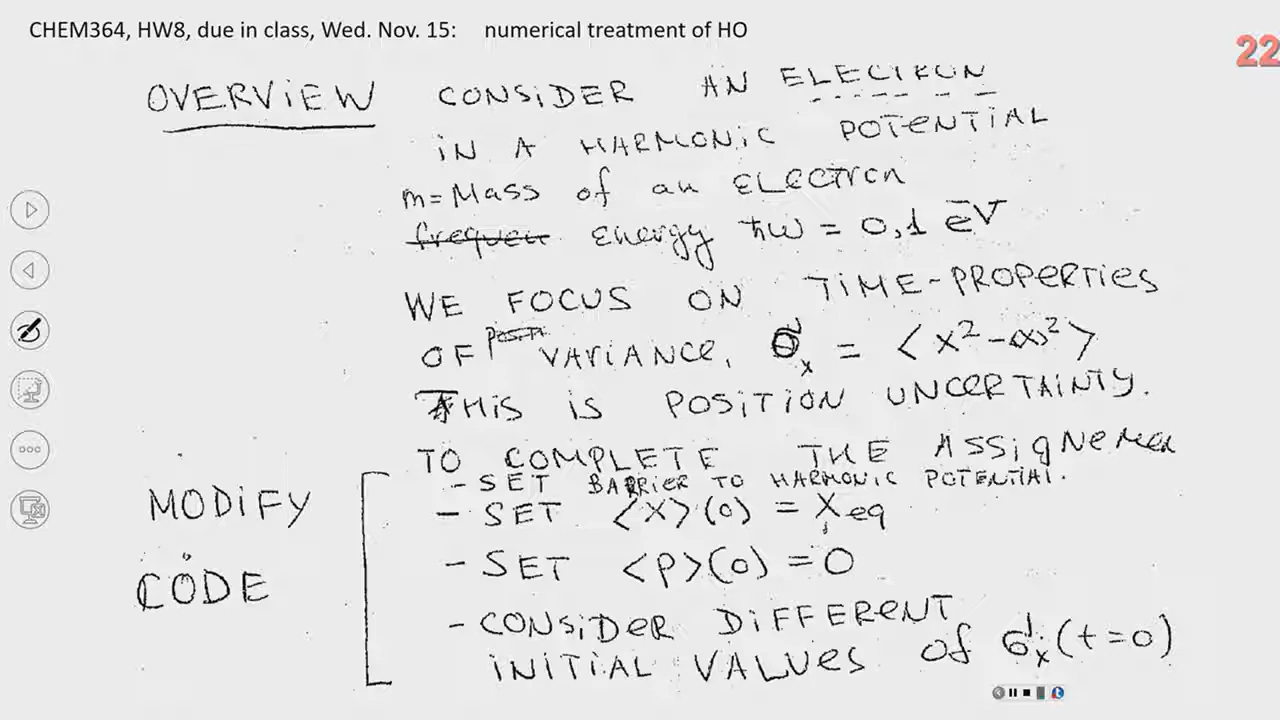 CHEM364, HW8, due in class, Wed. Nov. 15: numerical treatment of HO
22
OVERVIEW CONSIDER AN ELECTRON
IN A HARMONIC POTENTIAL
m=Mass of an ELECTRON
frequen energy ħω = 0,1 eV
WE FOCUS ON TIME-PROPERTIES
OF VARIANCE, σx = <x²-<x>²>
THIS IS POSITION UNCERTAINTY.
TO COMPLETE THE
- SET BARRIER TO HARMONIC POTENTIAL.
MODIFY - SET <X>(0) = Xeq
- SET <P>(0) = 0
CODE
- CONSIDER DIFFERENT
INITIAL VALUES OF σx(t=0)